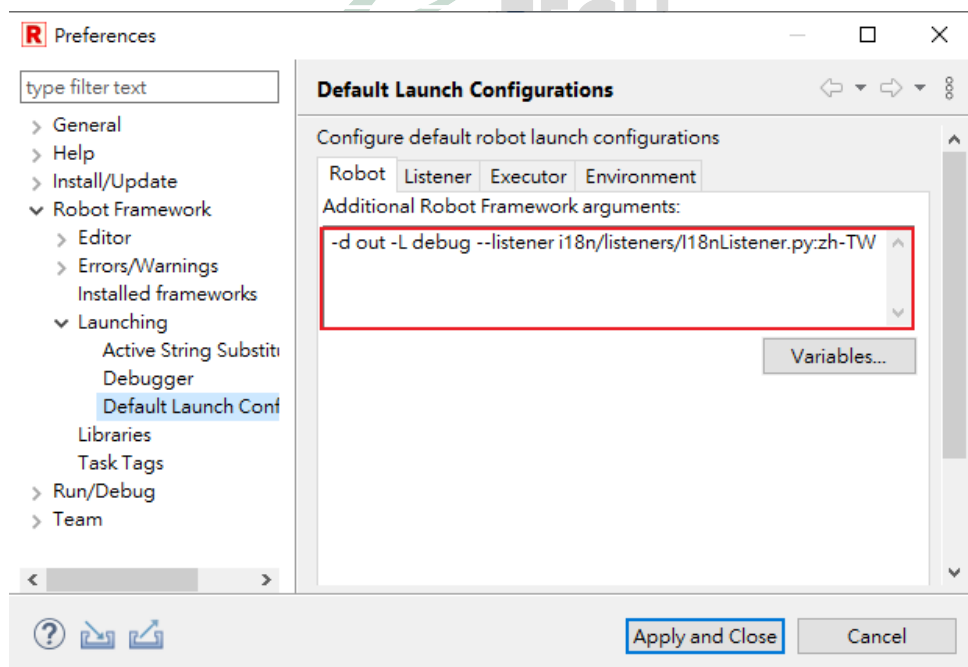 R Preferences
type filter text
General
Help
Install/Update
Robot Framework
Editor
Errors/Warnings
Installed frameworks
Launching
Active String Substitu
Debugger
Default Launch Conf
Libraries
Task Tags
Run/Debug
Team
Default Launch Configurations
Configure default robot launch configurations
Robot Listener Executor Environment
Additional Robot Framework arguments:
-d out -L debug --listener i18n/listeners/I18nListener.py:zh-TW
Variables...
Apply and Close Cancel